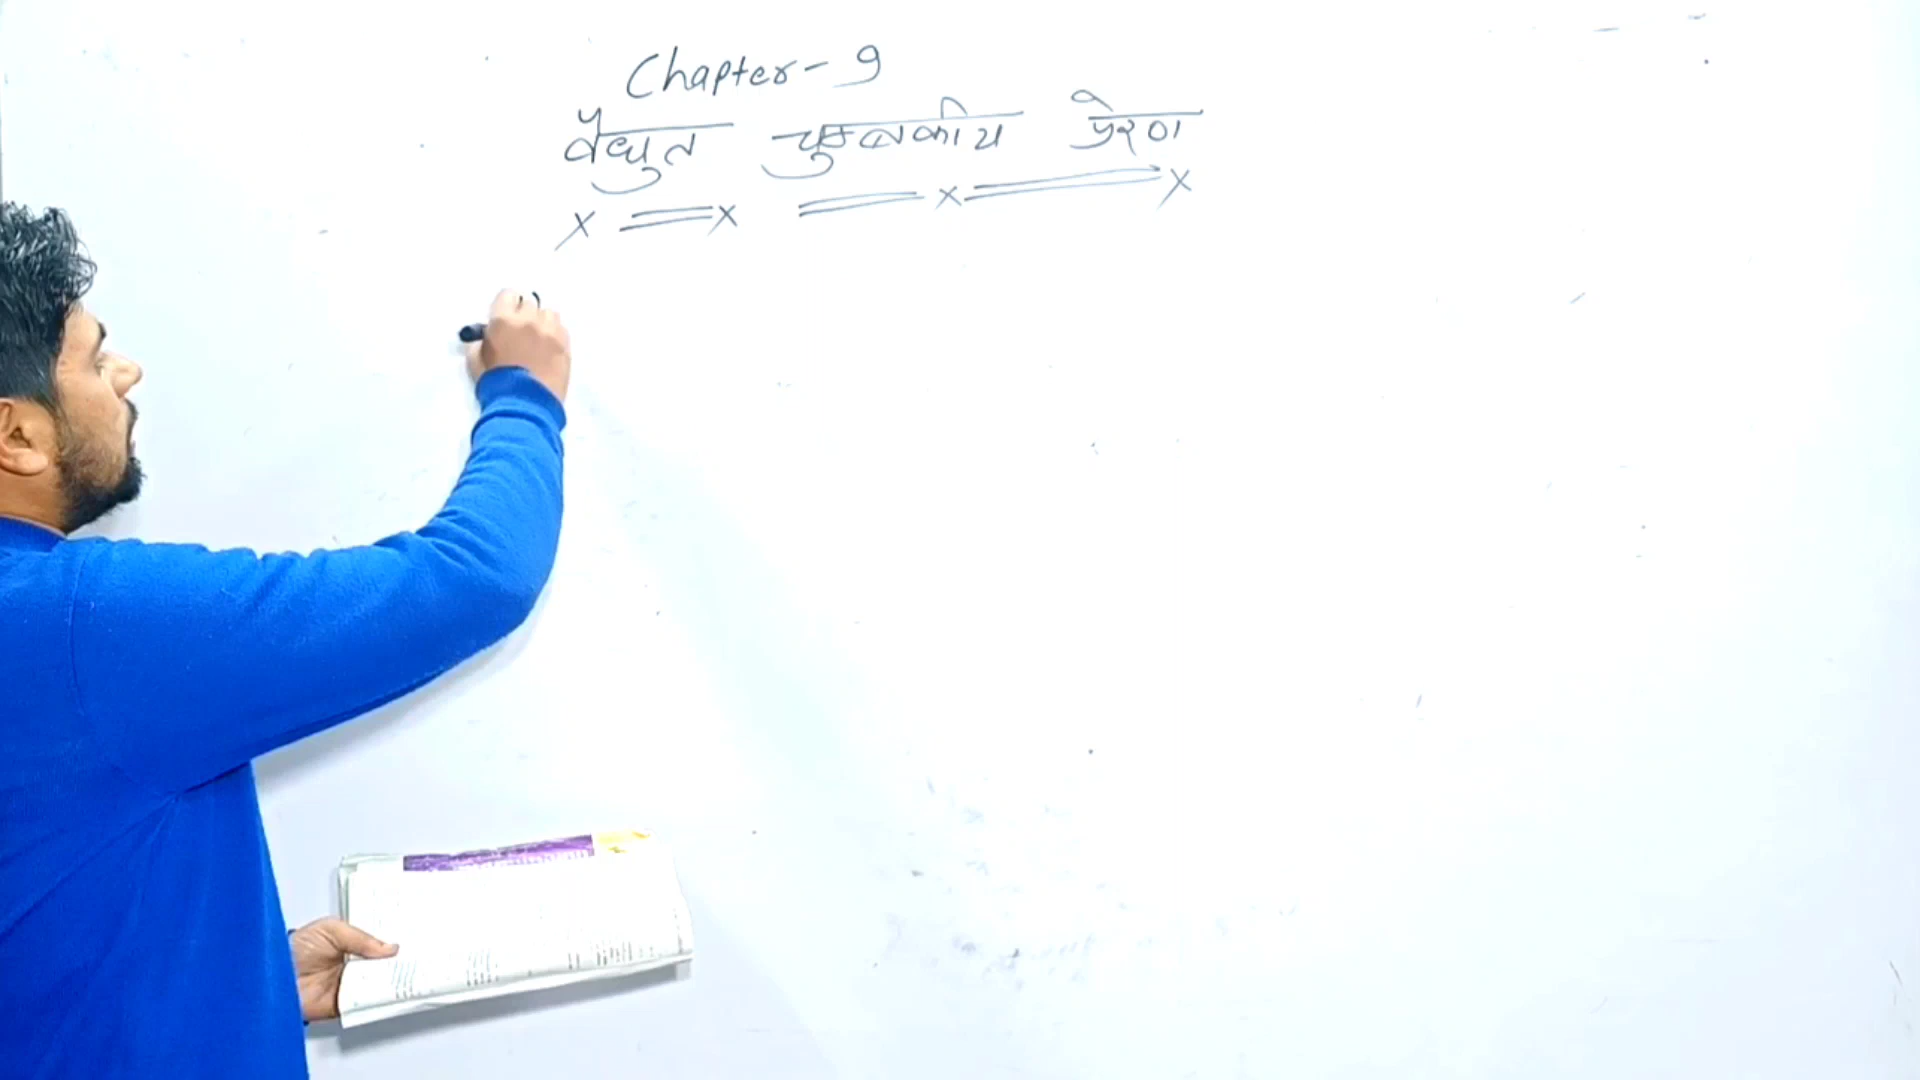 Chapter - 9
वैधुत चुम्बकीय प्रेरण
x = x = x = x